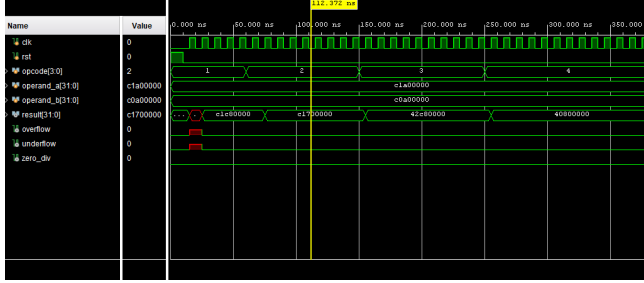 112.372 ns
Name Value 0.000 ns 50.000 ns 100.000 ns 150.000 ns 200.000 ns 250.000 ns 300.000 ns 350.000
clk 0
rst 0
opcode[3:0] 2 1 2 3 4
operand_a[31:0] c1a00000 c1a00000
operand_b[31:0] c0a00000 c0a00000
result[31:0] c1700000 ... . c1c80000 c1700000 42c80000 40800000
overflow 0
underflow 0
zero_div 0